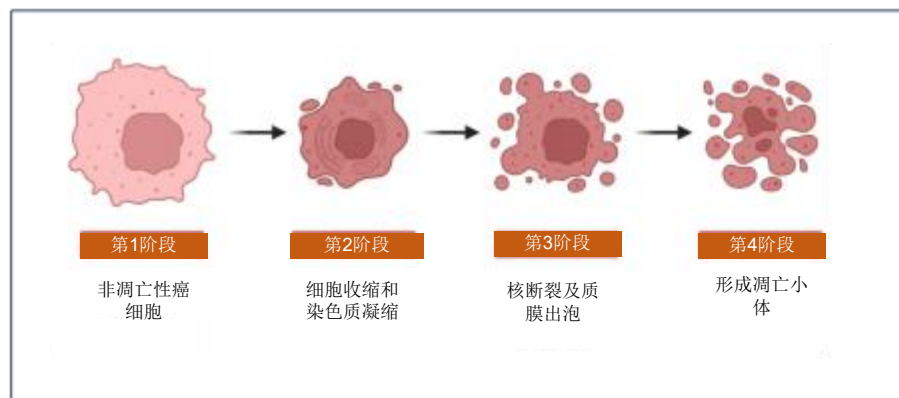 第1阶段
第2阶段
第3阶段
第4阶段
非凋亡性癌
细胞
细胞收缩和
染色质凝缩
核断裂及质
膜出泡
形成凋亡小
体